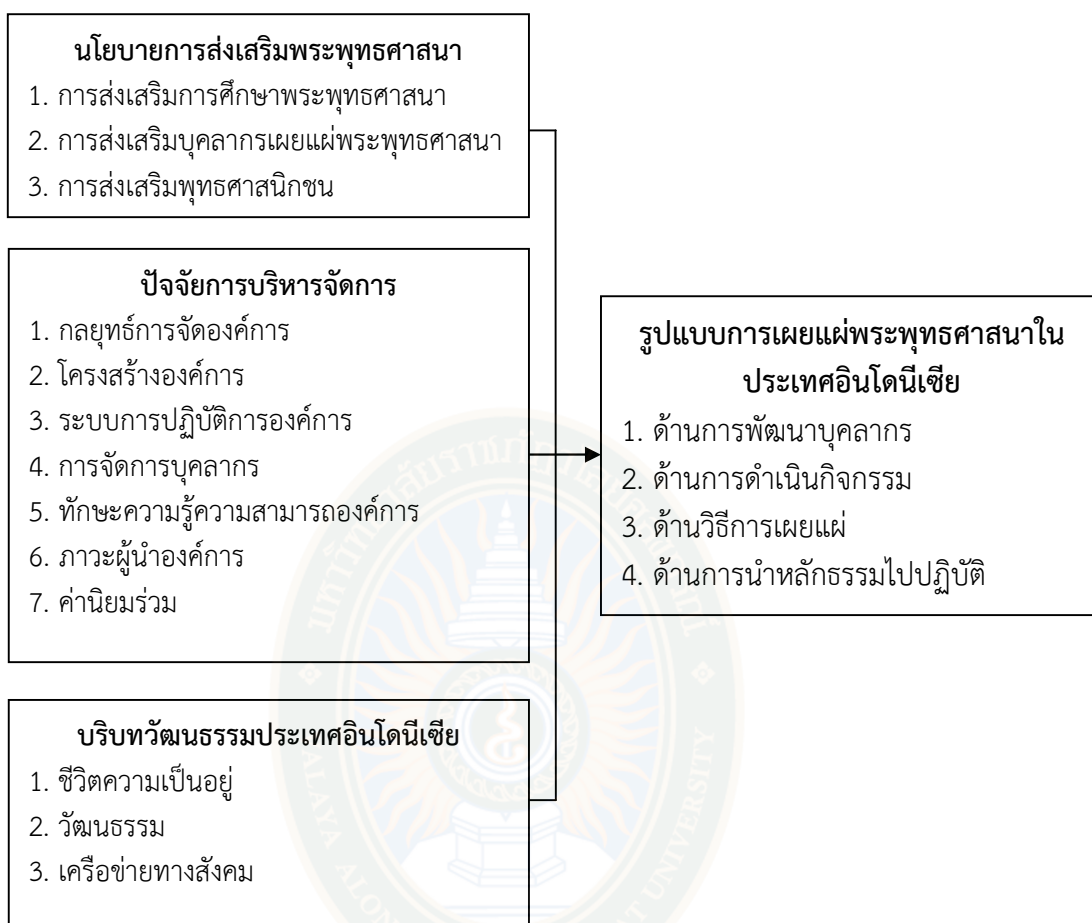 นโยบายการส่งเสริมพระพุทธศาสนา
1. การส่งเสริมการศึกษาพระพุทธศาสนา
2. การส่งเสริมบุคลากรเผยแผ่พระพุทธศาสนา
3. การส่งเสริมพุทธศาสนิกชน
ปัจจัยการบริหารจัดการ
1. กลยุทธ์การจัดองค์การ
2. โครงสร้างองค์การ
3. ระบบการปฏิบัติการองค์การ
4. การจัดการบุคลากร
5. ทักษะความรู้ความสามารถองค์การ
6. ภาวะผู้นำองค์การ
7. ค่านิยมร่วม
บริบทวัฒนธรรมประเทศอินโดนีเซีย
1. ชีวิตความเป็นอยู่
2. วัฒนธรรม
3. เครือข่ายทางสังคม
รูปแบบการเผยแผ่พระพุทธศาสนาใน
ประเทศอินโดนีเซีย
1. ด้านการพัฒนาบุคลากร
2. ด้านการดำเนินกิจกรรม
3. ด้านวิธีการเผยแผ่
4. ด้านการนำหลักธรรมไปปฏิบัติ